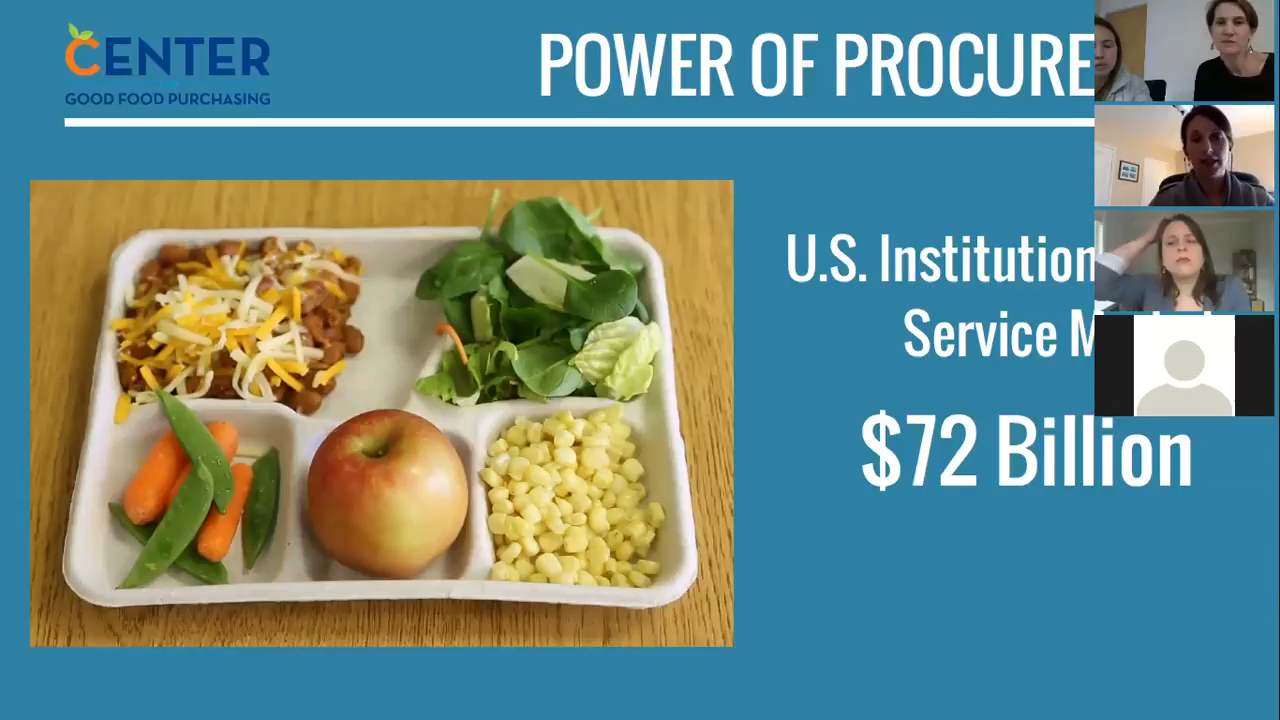 CENTER
GOOD FOOD PURCHASING
POWER OF PROCURE
U.S. Institution
Service M
$72 Billion